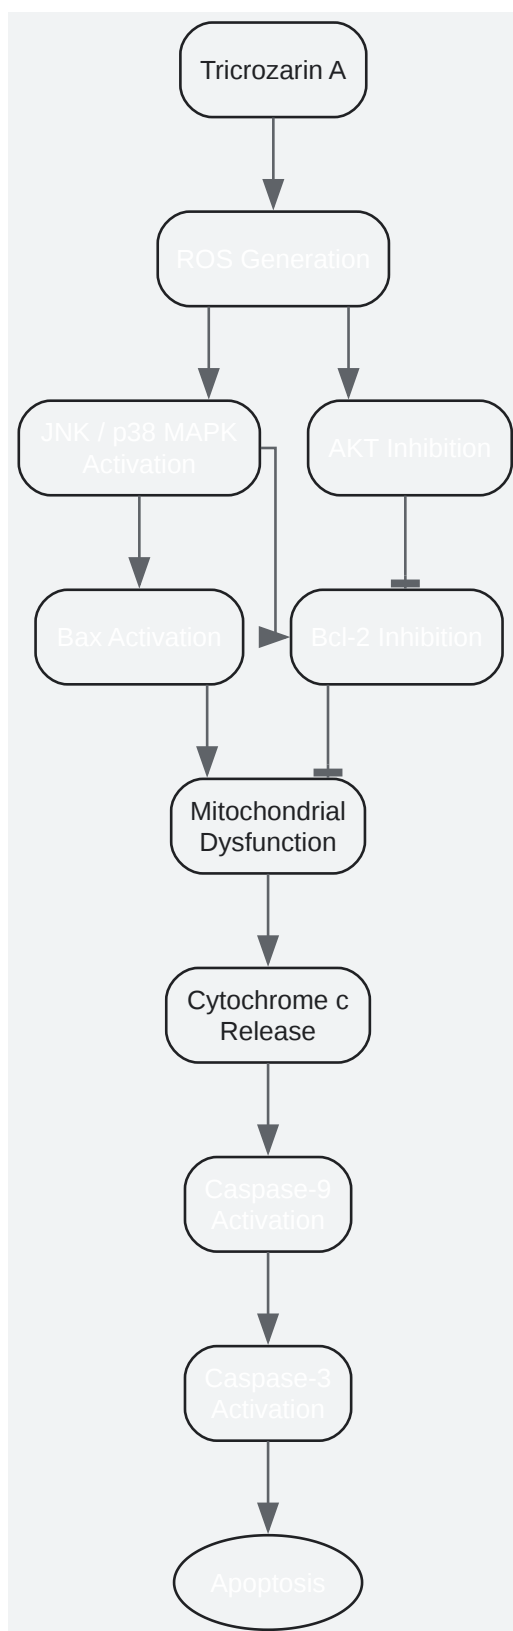 Tricrozarin A
ROS Generation
JNK / p38 MAPK
Activation
AKT Inhibition
Bax Activation
Bcl-2 Inhibition
Mitochondrial
Dysfunction
Cytochrome c
Release
Caspase-9
Activation
Caspase-3
Activation
Apoptosis